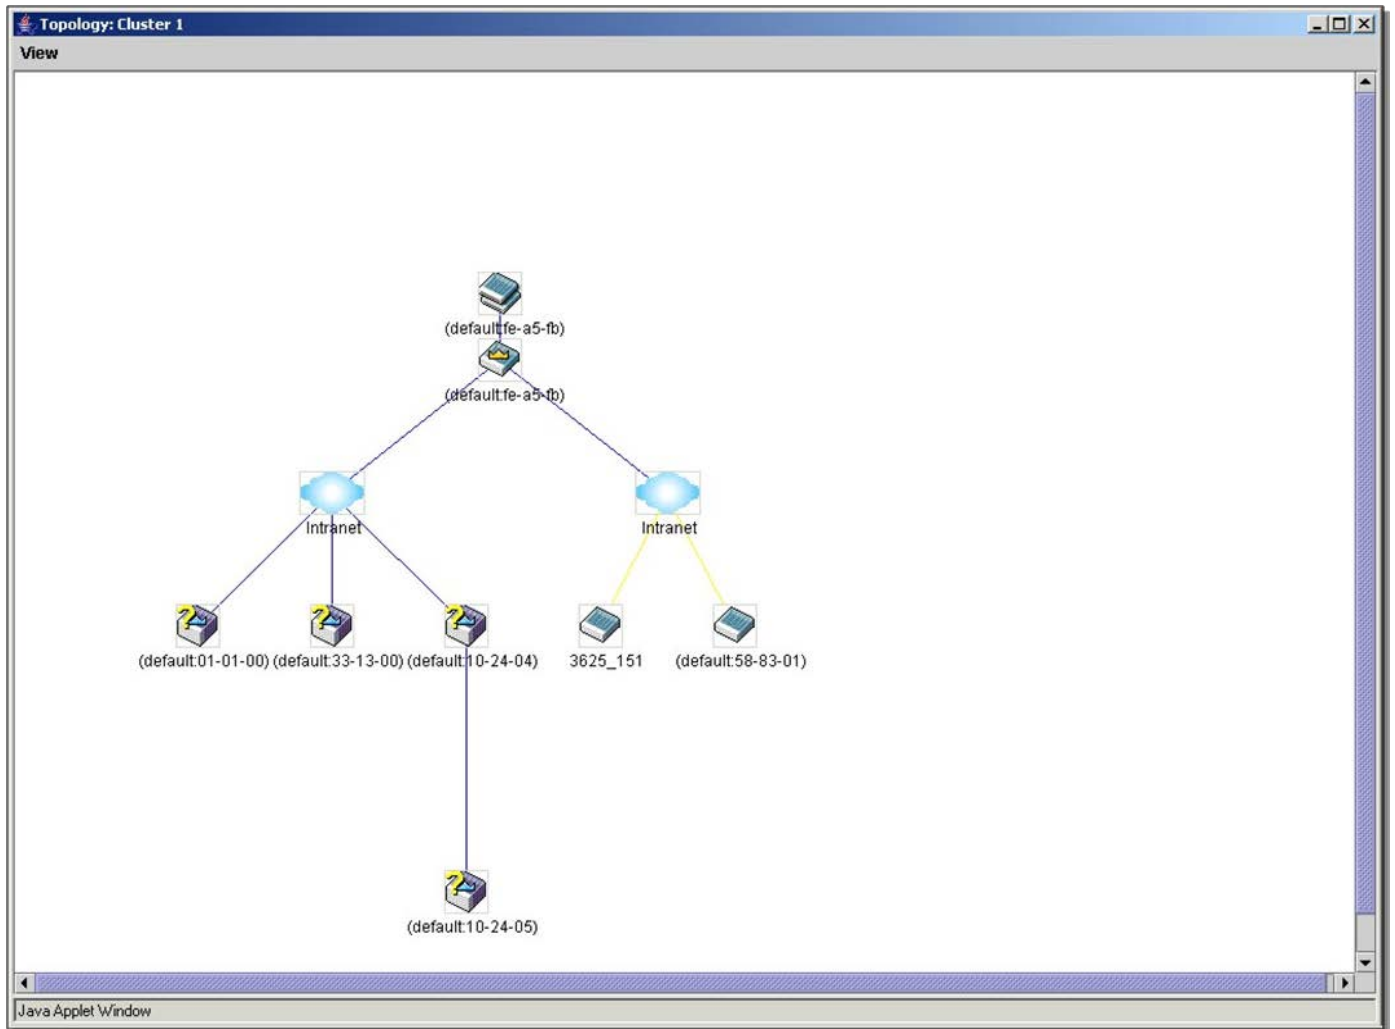 Topology: Cluster 1
View
(default:fe-a5-fb)
(default:fe-a5-fb)
Intranet Intranet
(default:01-01-00) (default:33-13-00) (default:10-24-04) 3625_151 (default:58-83-01)
(default:10-24-05)
Java Applet Window